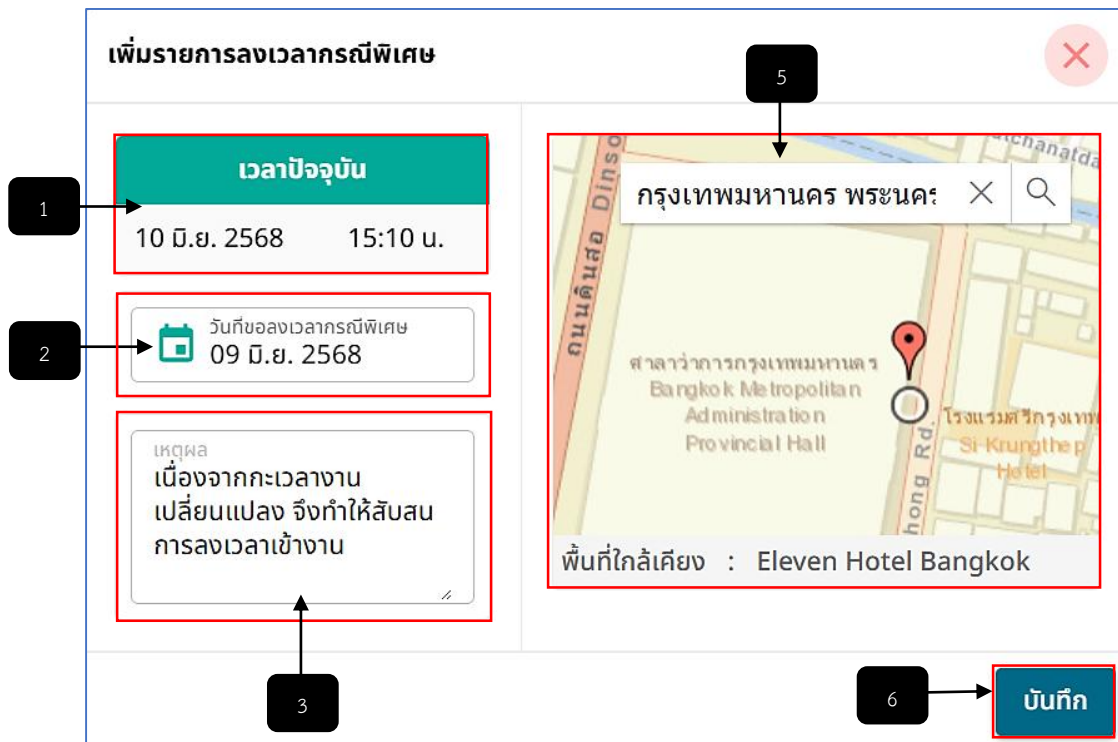 เพิ่มรายการลงเวลากรณีพิเศษ
5
เวลาปัจจุบัน
1
10 มิ.ย. 2568 15:10 น.
2
วันที่ขอลงเวลากรณีพิเศษ
09 มิ.ย. 2568
เหตุผล
เนื่องจากกะเวลางาน
เปลี่ยนแปลง จึงทำให้สับสน
การลงเวลาเข้างาน
3
กรุงเทพมหานคร พระนคร
ถนนดินสอ Dinso
ศาลาว่าการกรุงเทพมหานคร
Bangkok Metropolitan
Administration
Provincial Hall
hong Rd.
โรงแรมศรีกรุงเทพ
Si Krungthep
Hotel
พื้นที่ใกล้เคียง : Eleven Hotel Bangkok
6
บันทึก